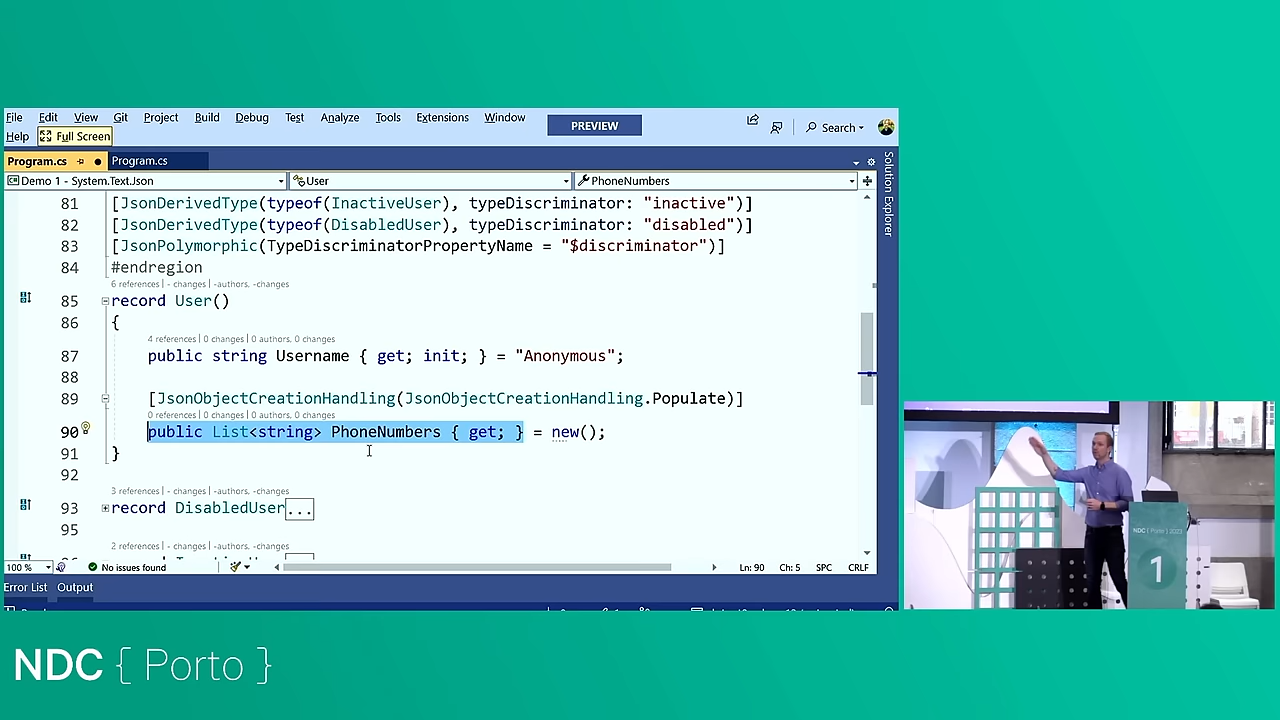 File Edit View Git Project Build Debug Test Analyze Tools Extensions Window PREVIEW Search
Help Full Screen
Program.cs Program.cs
Demo 1 - System.Text.Json User PhoneNumbers
Solution Explorer
81 [JsonDerivedType(typeof(InactiveUser), typeDiscriminator: "inactive")]
82 [JsonDerivedType(typeof(DisabledUser), typeDiscriminator: "disabled")]
83 [JsonPolymorphic(TypeDiscriminatorPropertyName = "$discriminator")]
84 #endregion
6 references | - changes | -authors, -changes
85 record User()
86 {
4 references | 0 changes | 0 authors, 0 changes
87 public string Username { get; init; } = "Anonymous";
88
89 [JsonObjectCreationHandling(JsonObjectCreationHandling.Populate)]
0 references | 0 changes | 0 authors, 0 changes
90 public List<string> PhoneNumbers { get; } = new();
91 }
92
3 references | - changes | -authors, -changes
93 record DisabledUser...
95
2 references | - changes | -authors, -changes
100 % No issues found Ln: 90 Ch: 5 SPC CRLF
Error List Output
NDC { Porto } 2023
1
NDC { Porto }